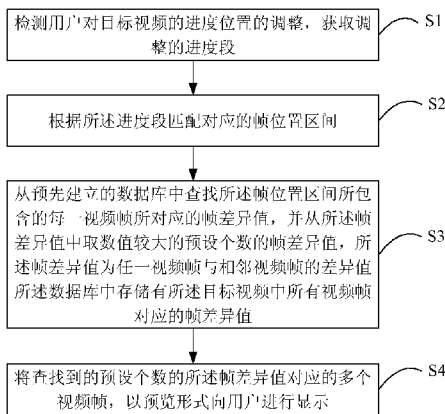 检测用户对目标视频的进度位置的调整，获取调
整的进度段
S1
根据所述进度段匹配对应的帧位置区间
S2
从预先建立的数据库中查找所述帧位置区间所包
含的每一视频帧所对应的帧差异值，并从所述帧
差异值中取数值较大的预设个数的帧差异值，所
述帧差异值为任一视频帧与相邻视频帧的差异值
所述数据库中存储有所述目标视频中所有视频帧
对应的帧差异值
S3
将查找到的预设个数的所述帧差异值对应的多个
视频帧，以预览形式向用户进行显示
S4